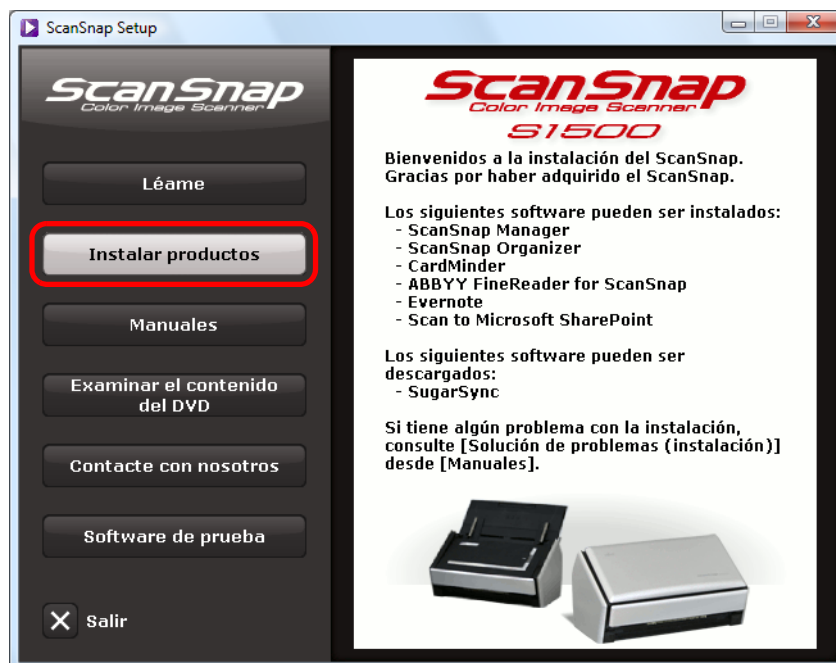 ScanSnap Setup
ScanSnap
Color Image Scanner
Léame
Instalar productos
Manuales
Examinar el contenido
del DVD
Contacte con nosotros
Software de prueba
Salir
ScanSnap
Color Image Scanner
S1500
Bienvenidos a la instalación del ScanSnap.
Gracias por haber adquirido el ScanSnap.
Los siguientes software pueden ser instalados:
- ScanSnap Manager
- ScanSnap Organizer
- CardMinder
- ABBYY FineReader for ScanSnap
- Evernote
- Scan to Microsoft SharePoint
Los siguientes software pueden ser
descargados:
- SugarSync
Si tiene algún problema con la instalación,
consulte [Solución de problemas (instalación)]
desde [Manuales].